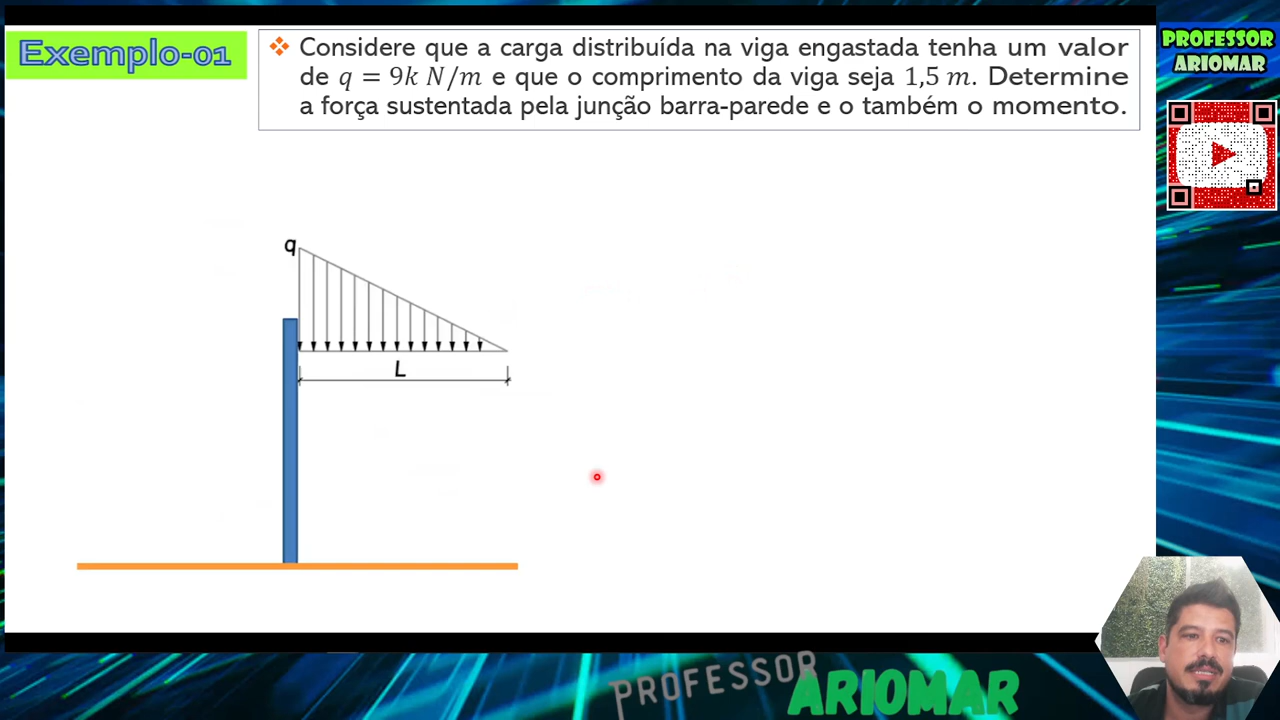 Exemplo-01
❖ Considere que a carga distribuída na viga engastada tenha um valor
de q = 9k N/m e que o comprimento da viga seja 1,5 m. Determine
a força sustentada pela junção barra-parede e o também o momento.
PROFESSOR
ARIOMAR
q
L
PROFESSOR
ARIOMAR